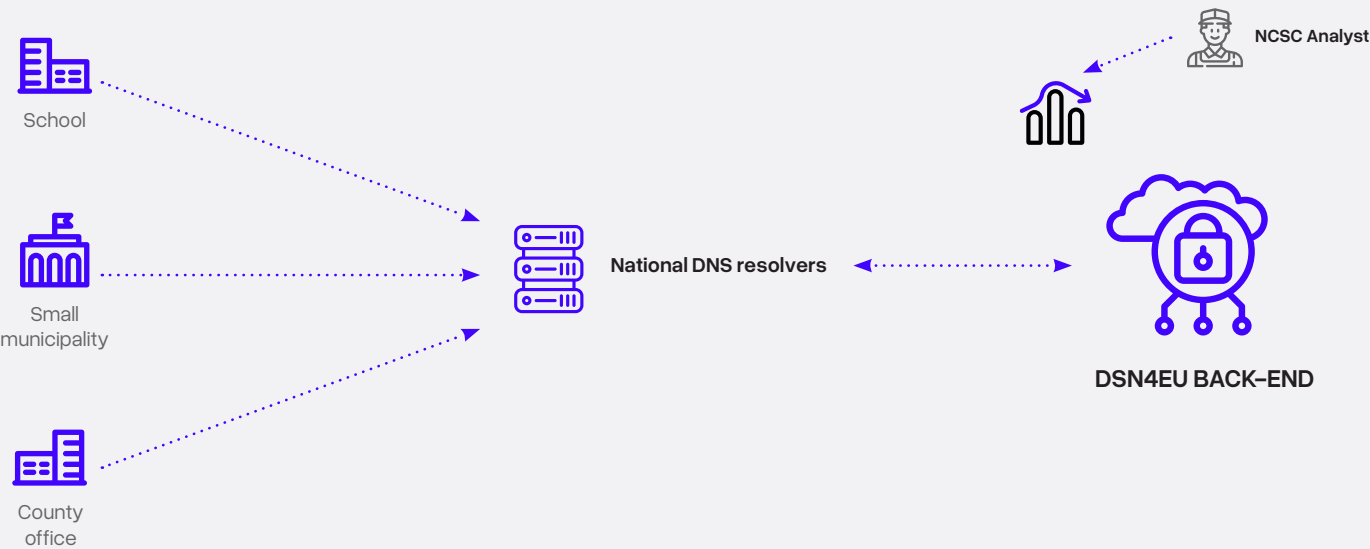 NCSC Analyst
School
National DNS resolvers
Small
municipality
DSN4EU BACK–END
County
office